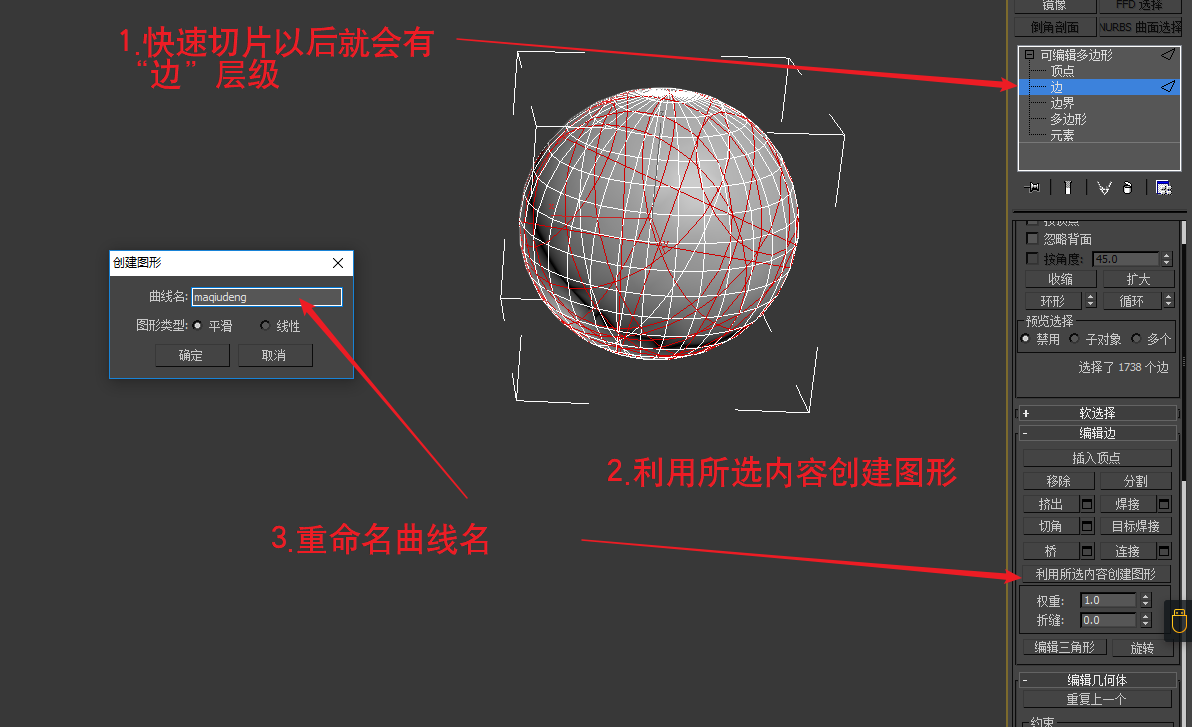 镜像 FFD 选择
倒角剖面 NURBS 曲面选择
1.快速切片以后就会有
“边”层级
可编辑多边形
顶点
边
边界
多边形
元素
忽略背面
按角度: 45.0
收缩 扩大
环形 循环
预览选择
禁用 子对象 多个
选择了 1738 个边
创建图形
曲线名: maqiudeng
图形类型: 平滑 线性
确定 取消
+ 软选择
- 编辑边
插入顶点
移除 分割
挤出 焊接
切角 目标焊接
桥 连接
利用所选内容创建图形
权重: 1.0
折缝: 0.0
编辑三角形 旋转
- 编辑几何体
重复上一个
约束
2.利用所选内容创建图形
3.重命名曲线名